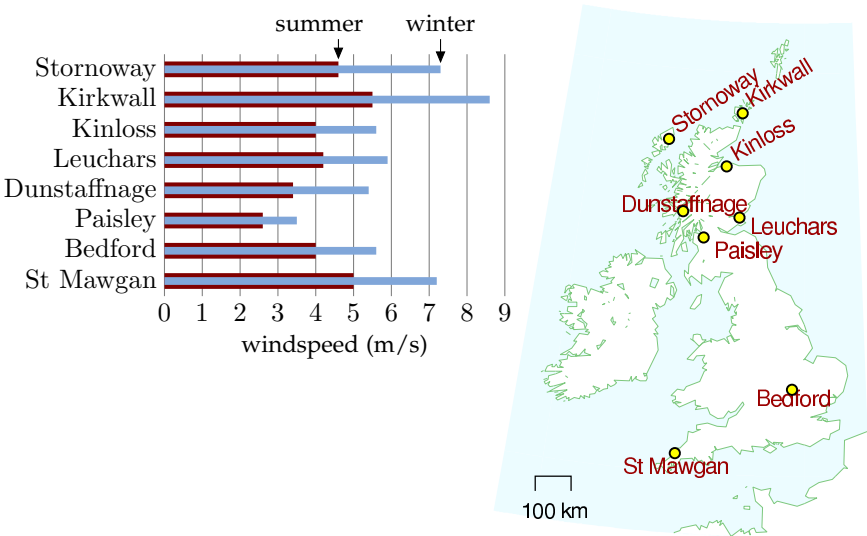 summer winter
Stornoway
Kirkwall
Kinloss
Leuchars
Dunstaffnage
Paisley
Bedford
St Mawgan
0 1 2 3 4 5 6 7 8 9
windspeed (m/s)
Stornoway
Kirkwall
Kinloss
Dunstaffnage
Leuchars
Paisley
Bedford
St Mawgan
100 km